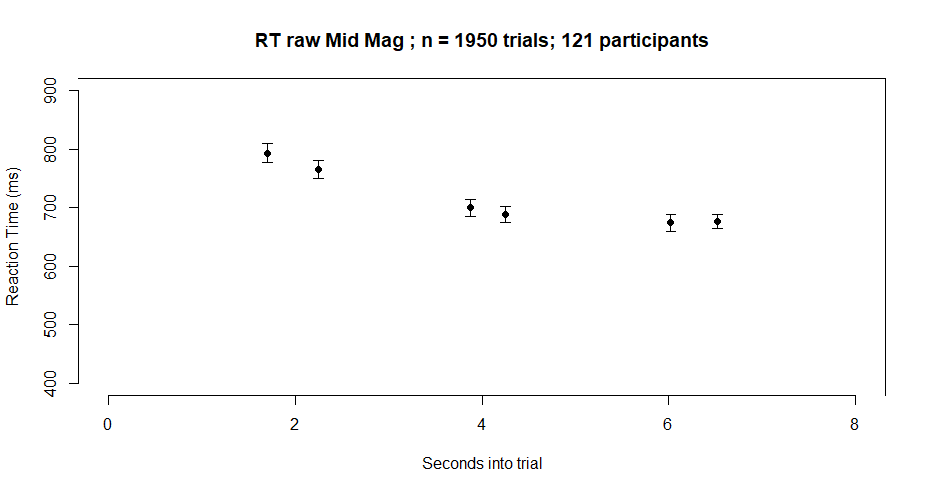 RT raw Mid Mag ; n = 1950 trials; 121 participants
Reaction Time (ms)
900
800
700
600
500
400
0 2 4 6 8
Seconds into trial